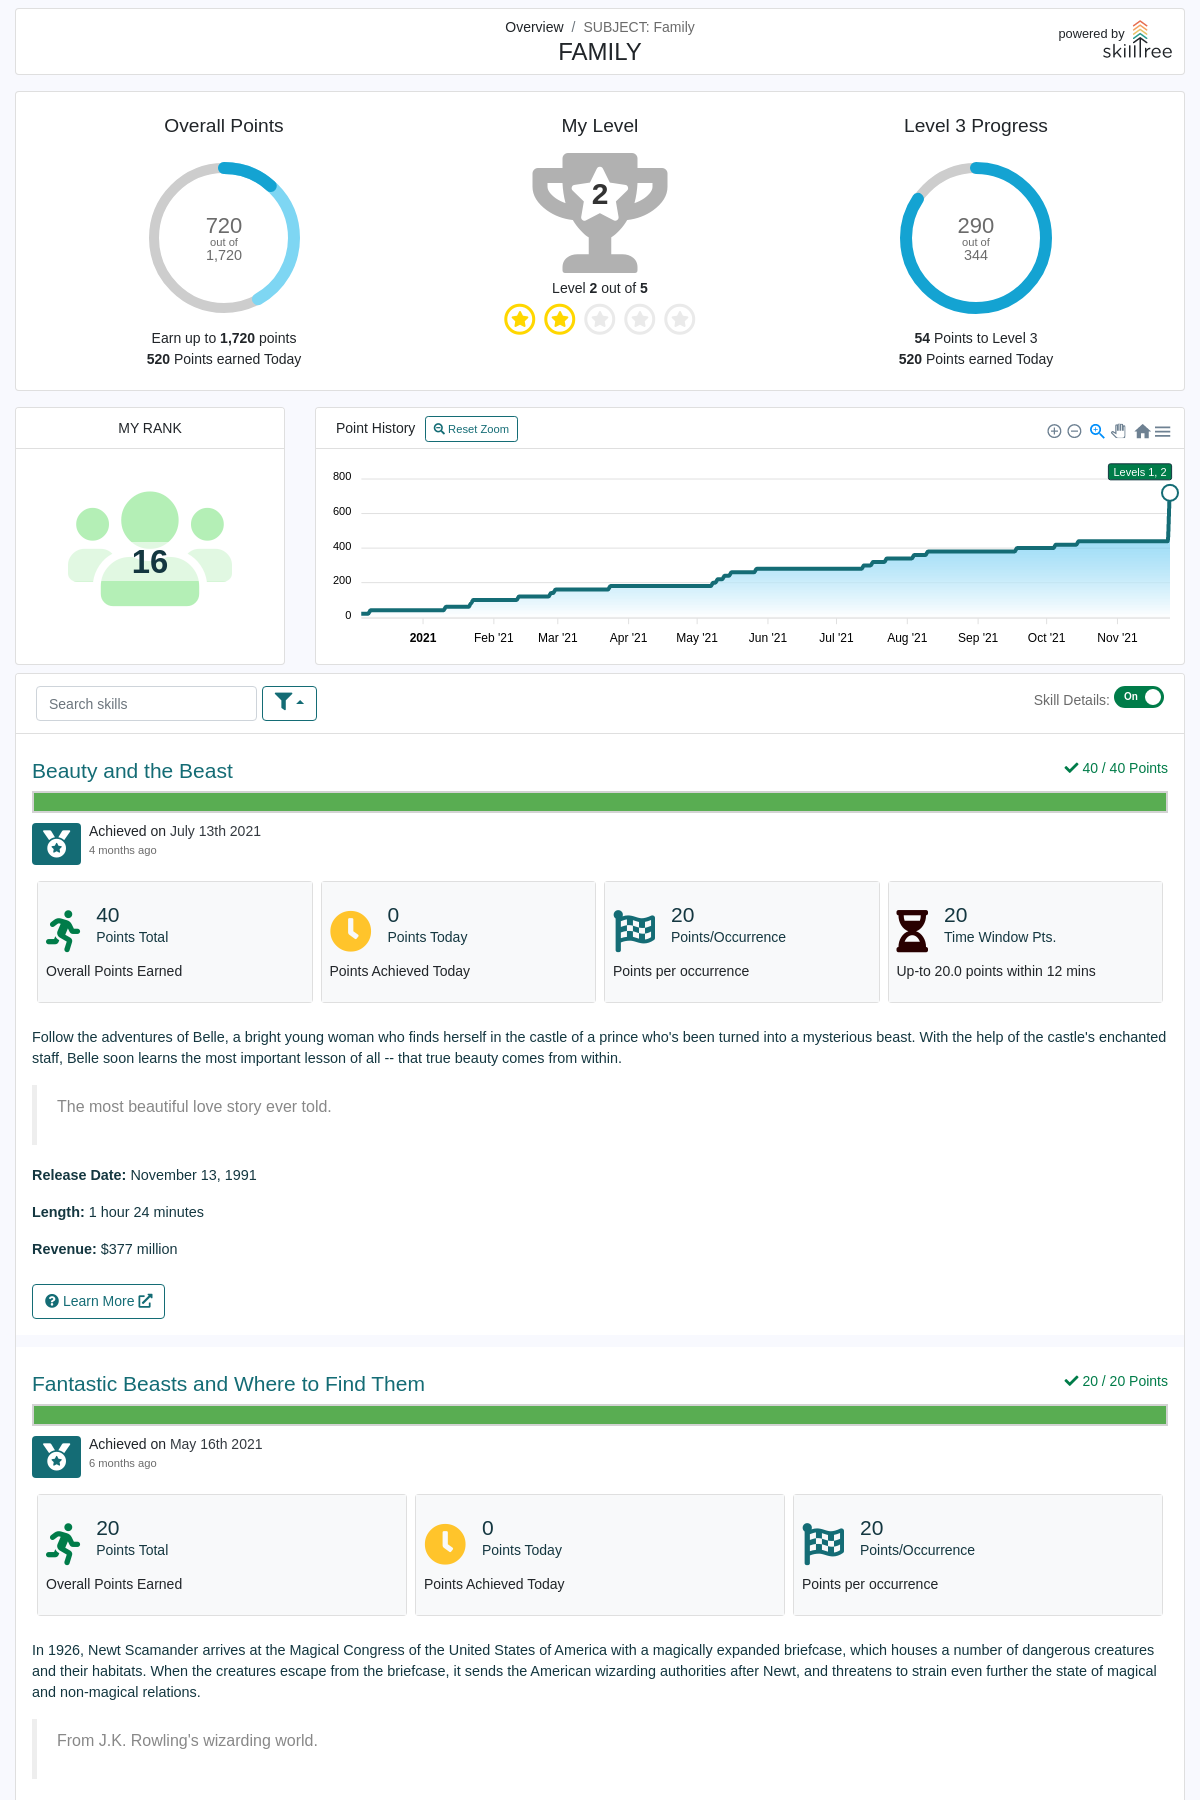 Overview / SUBJECT: Family
FAMILY
powered by
skilltree
Overall Points
720
out of
1,720
Earn up to 1,720 points
520 Points earned Today
My Level
2
Level 2 out of 5
Level 3 Progress
290
out of
344
54 Points to Level 3
520 Points earned Today
MY RANK
16
Point History
Reset Zoom
Levels 1, 2
800
600
400
200
0
2021 Feb '21 Mar '21 Apr '21 May '21 Jun '21 Jul '21 Aug '21 Sep '21 Oct '21 Nov '21
Search skills
Skill Details: On
Beauty and the Beast
40 / 40 Points
Achieved on July 13th 2021
4 months ago
40
Points Total
Overall Points Earned
0
Points Today
Points Achieved Today
20
Points/Occurrence
Points per occurrence
20
Time Window Pts.
Up-to 20.0 points within 12 mins
Follow the adventures of Belle, a bright young woman who finds herself in the castle of a prince who's been turned into a mysterious beast. With the help of the castle's enchanted
staff, Belle soon learns the most important lesson of all -- that true beauty comes from within.
The most beautiful love story ever told.
Release Date: November 13, 1991
Length: 1 hour 24 minutes
Revenue: $377 million
Learn More
Fantastic Beasts and Where to Find Them
20 / 20 Points
Achieved on May 16th 2021
6 months ago
20
Points Total
Overall Points Earned
0
Points Today
Points Achieved Today
20
Points/Occurrence
Points per occurrence
In 1926, Newt Scamander arrives at the Magical Congress of the United States of America with a magically expanded briefcase, which houses a number of dangerous creatures
and their habitats. When the creatures escape from the briefcase, it sends the American wizarding authorities after Newt, and threatens to strain even further the state of magical
and non-magical relations.
From J.K. Rowling's wizarding world.